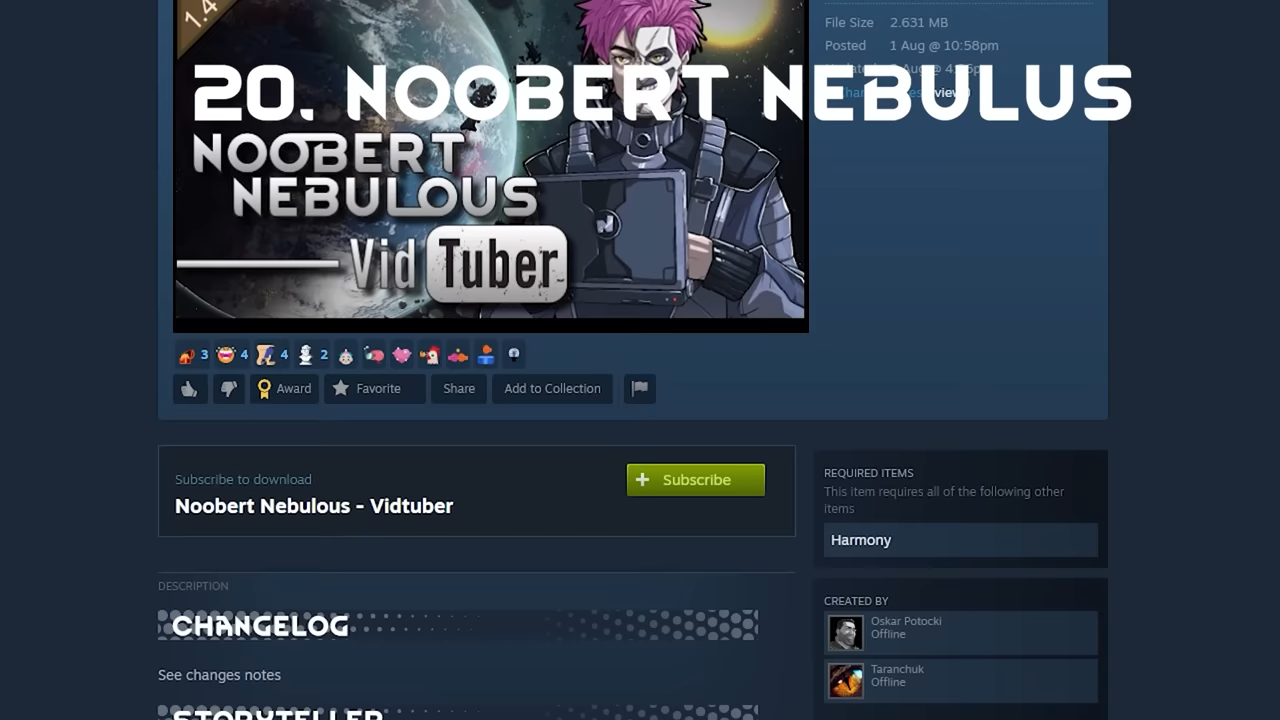 1.4
File Size 2.631 MB
Posted 1 Aug @ 10:58pm
20. NOOBERT NEBULUS
NOOBERT
NEBULOUS
Vid Tuber
3 4 4 2
Award Favorite Share Add to Collection
Subscribe to download
Noobert Nebulous - Vidtuber
Subscribe
REQUIRED ITEMS
This item requires all of the following other
items
Harmony
DESCRIPTION
CHANGELOG
See changes notes
STORYTELLER
CREATED BY
Oskar Potocki
Offline
Taranchuk
Offline